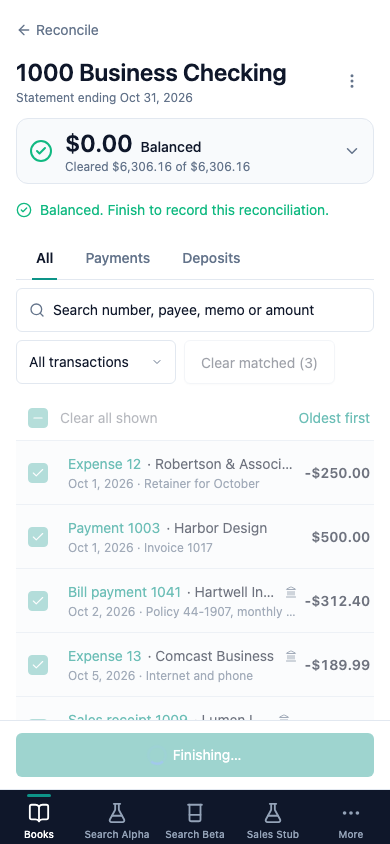 Reconcile
1000 Business Checking
Statement ending Oct 31, 2026
$0.00 Balanced
Cleared $6,306.16 of $6,306.16
Balanced. Finish to record this reconciliation.
All Payments Deposits
Search number, payee, memo or amount
All transactions Clear matched (3)
Clear all shown Oldest first
Expense 12 · Robertson & Associ... -$250.00
Oct 1, 2026 · Retainer for October
Payment 1003 · Harbor Design $500.00
Oct 1, 2026 · Invoice 1017
Bill payment 1041 · Hartwell In... -$312.40
Oct 2, 2026 · Policy 44-1907, monthly ...
Expense 13 · Comcast Business -$189.99
Oct 5, 2026 · Internet and phone
Sales receipt 1009
Finishing...
Books Search Alpha Search Beta Sales Stub More